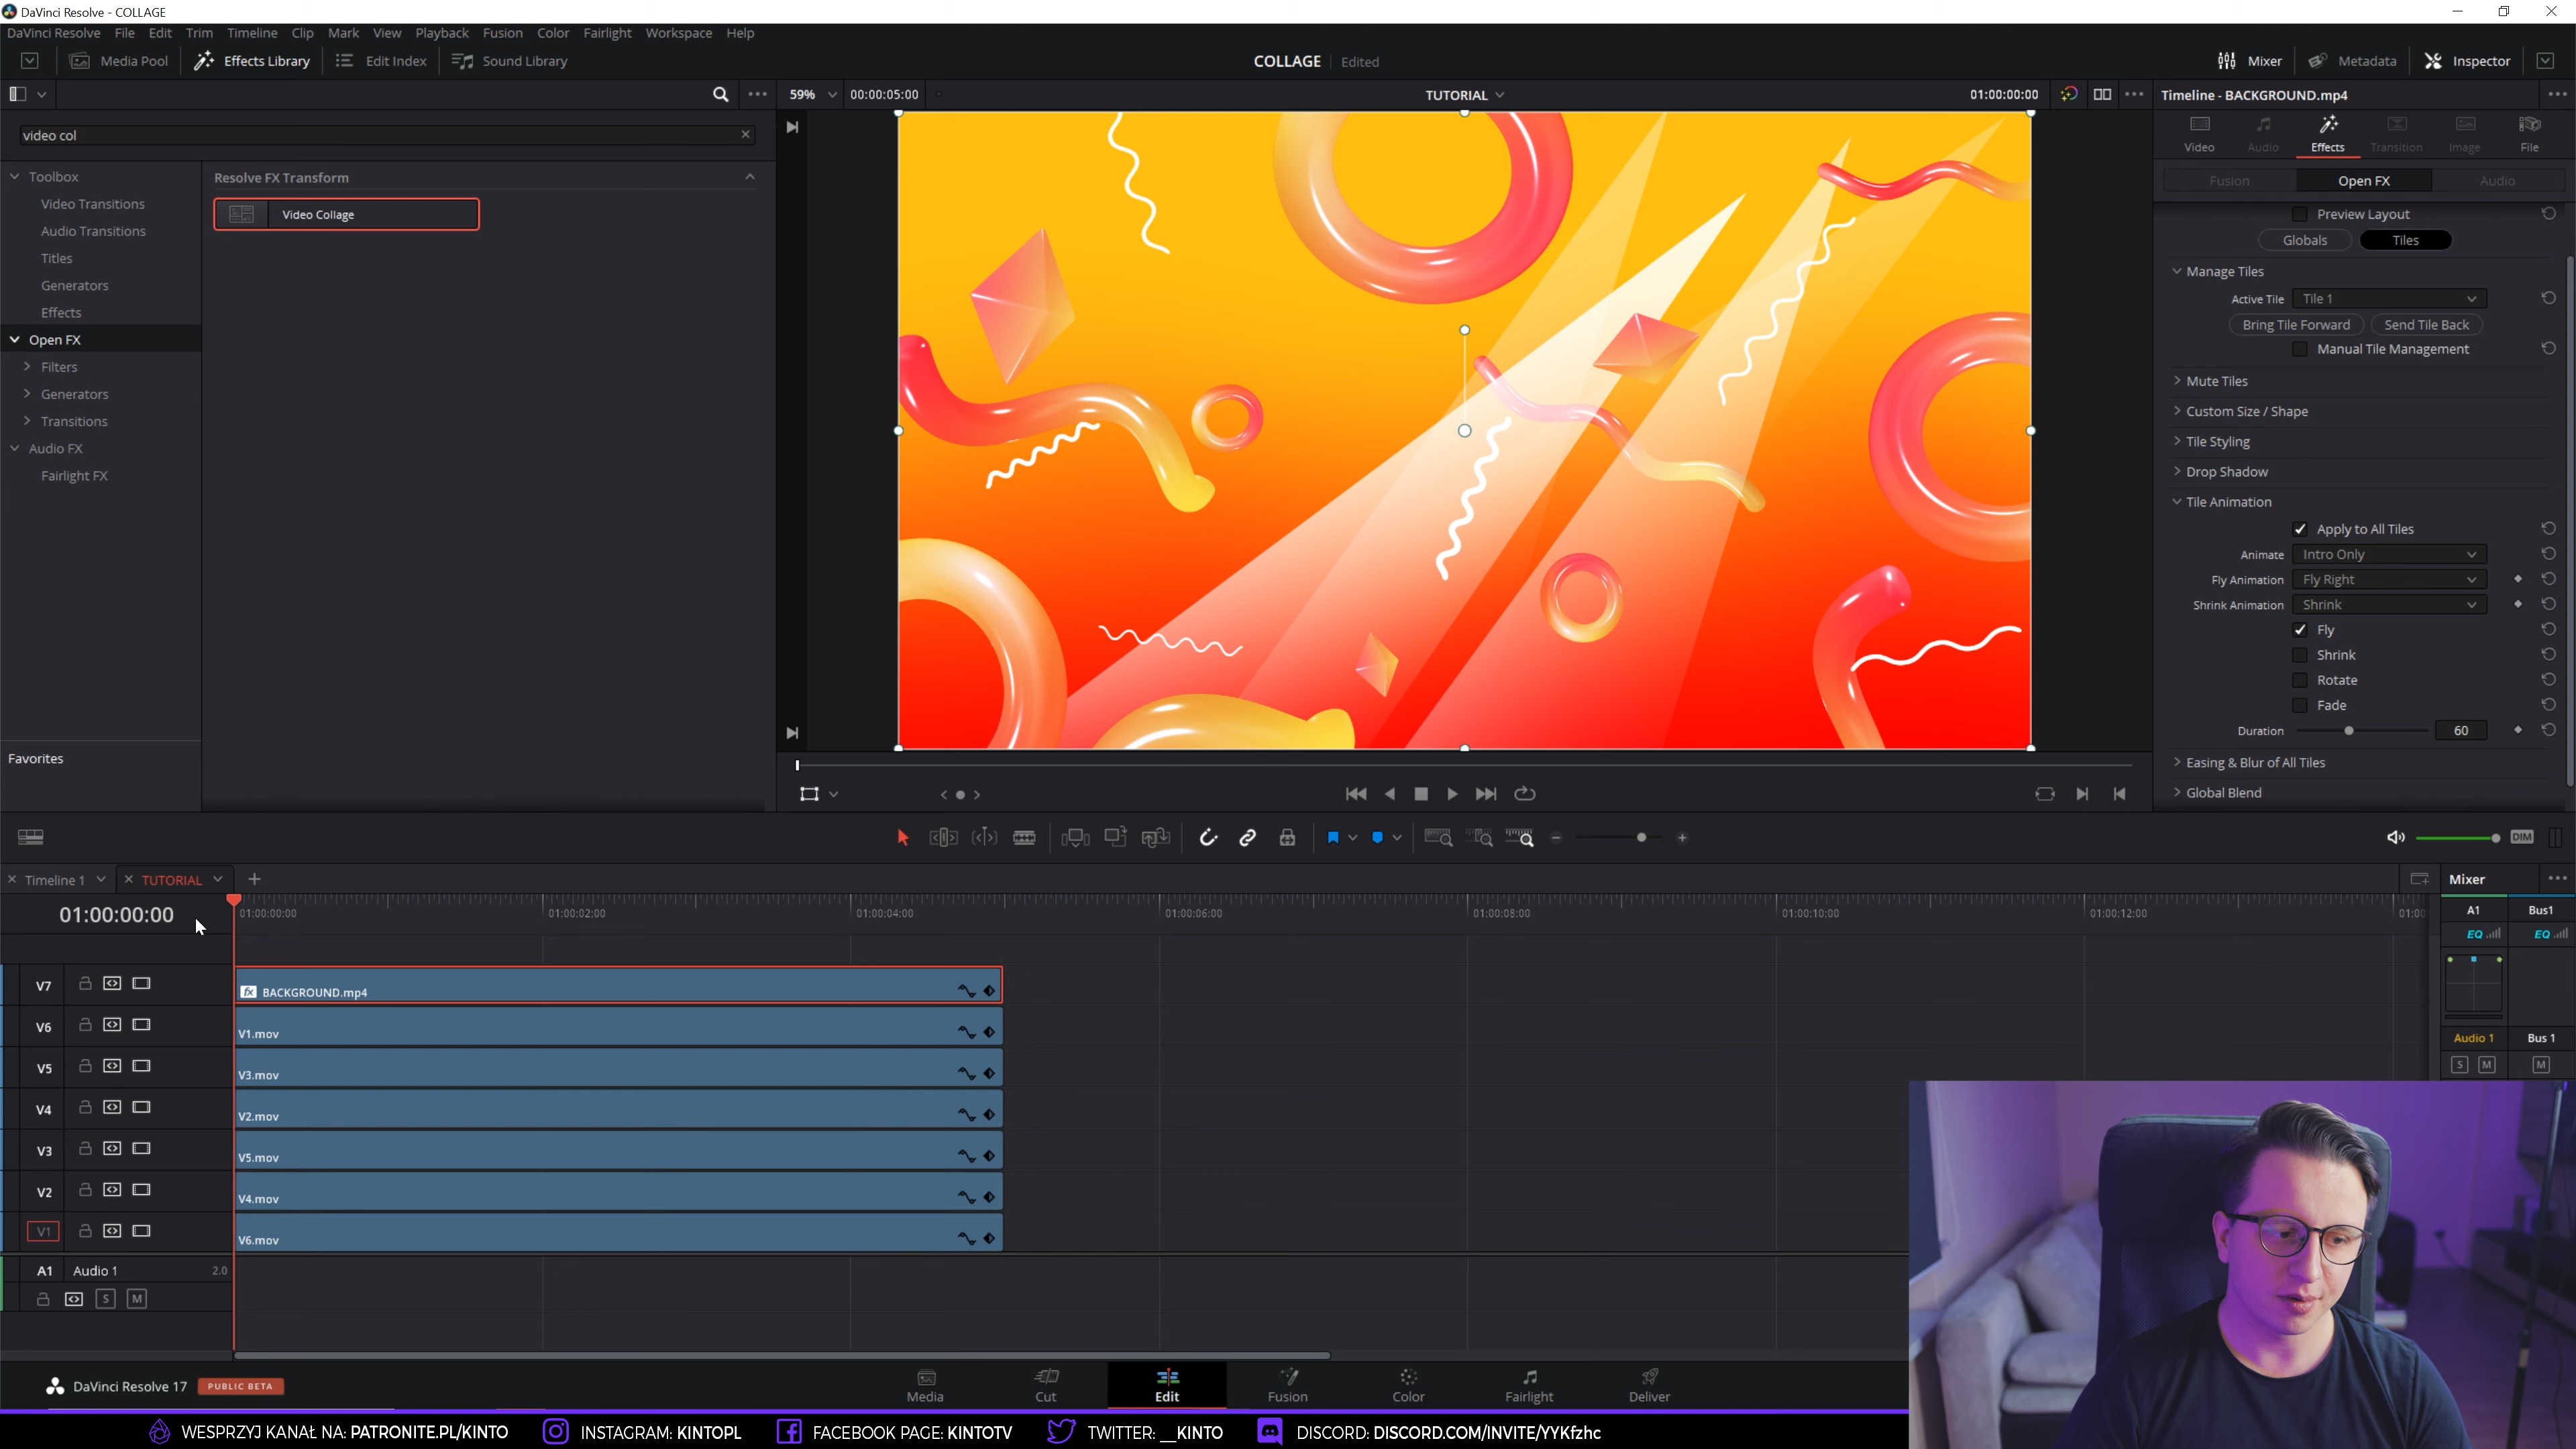 DaVinci Resolve - COLLAGE
DaVinci Resolve File Edit Trim Timeline Clip Mark View Playback Fusion Color Fairlight Workspace Help
Media Pool Effects Library Edit Index Sound Library COLLAGE Edited Mixer Metadata Inspector
59% 00:00:05:00 TUTORIAL 01:00:00:00 Timeline - BACKGROUND.mp4
video col
Toolbox
Video Transitions
Audio Transitions
Titles
Generators
Effects
Open FX
Filters
Generators
Transitions
Audio FX
Fairlight FX
Favorites
Resolve FX Transform
Video Collage
Video Audio Effects Transition Image File
Fusion Open FX Audio
Preview Layout
Globals Tiles
Manage Tiles
Active Tile Tile 1
Bring Tile Forward Send Tile Back
Manual Tile Management
Mute Tiles
Custom Size / Shape
Tile Styling
Drop Shadow
Tile Animation
Apply to All Tiles
Animate Intro Only
Fly Animation Fly Right
Shrink Animation Shrink
Fly
Shrink
Rotate
Fade
Duration 60
Easing & Blur of All Tiles
Global Blend
DIM
Timeline 1 TUTORIAL
01:00:00:00
01:00:00:00 01:00:02:00 01:00:04:00 01:00:06:00 01:00:08:00 01:00:10:00 01:00:12:00 01:00
V7 fx BACKGROUND.mp4
V6 V1.mov
V5 V3.mov
V4 V2.mov
V3 V5.mov
V2 V4.mov
V1 V6.mov
A1 Audio 1 2.0
S M
Mixer
A1 Bus1
EQ EQ
Audio 1 Bus 1
S M M
DaVinci Resolve 17 PUBLIC BETA
Media Cut Edit Fusion Color Fairlight Deliver
WESPRZYJ KANAŁ NA: PATRONITE.PL/KINTO INSTAGRAM: KINTOPL FACEBOOK PAGE: KINTOTV TWITTER: __KINTO DISCORD: DISCORD.COM/INVITE/YYKfzhc